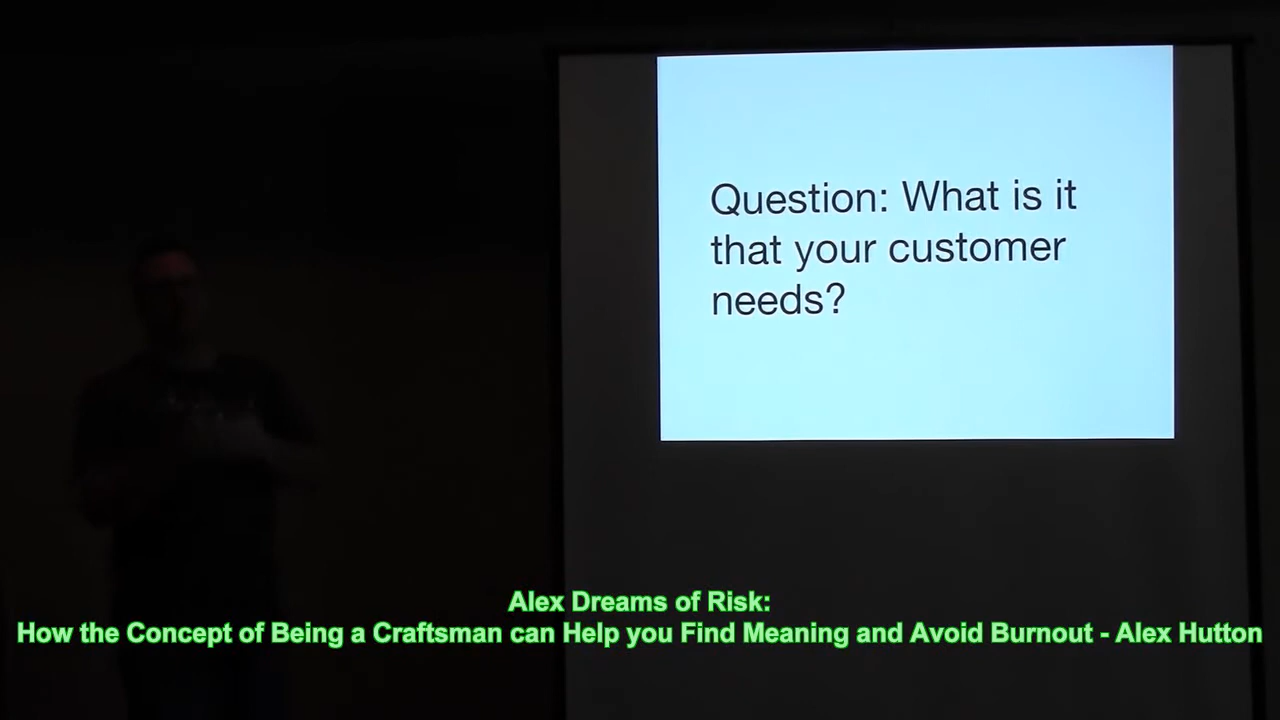 Question: What is it
that your customer
needs?
Alex Dreams of Risk:
How the Concept of Being a Craftsman can Help you Find Meaning and Avoid Burnout - Alex Hutton